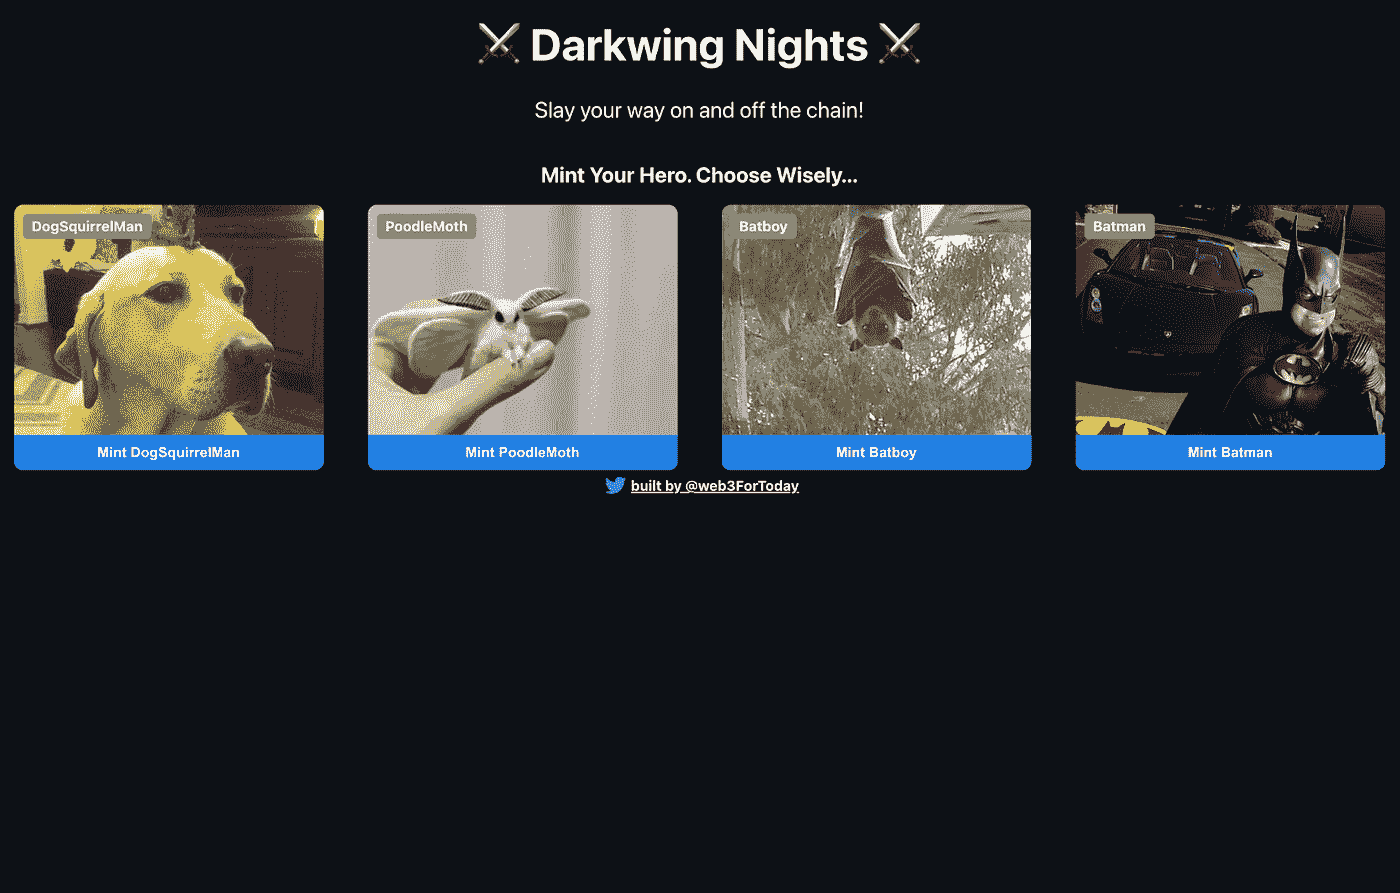 ⚔️ Darkwing Nights ⚔️
Slay your way on and off the chain!
Mint Your Hero. Choose Wisely...
DogSquirrelMan
PoodleMoth
Batboy
Batman
Mint DogSquirrelMan
Mint PoodleMoth
Mint Batboy
Mint Batman
built by @web3ForToday